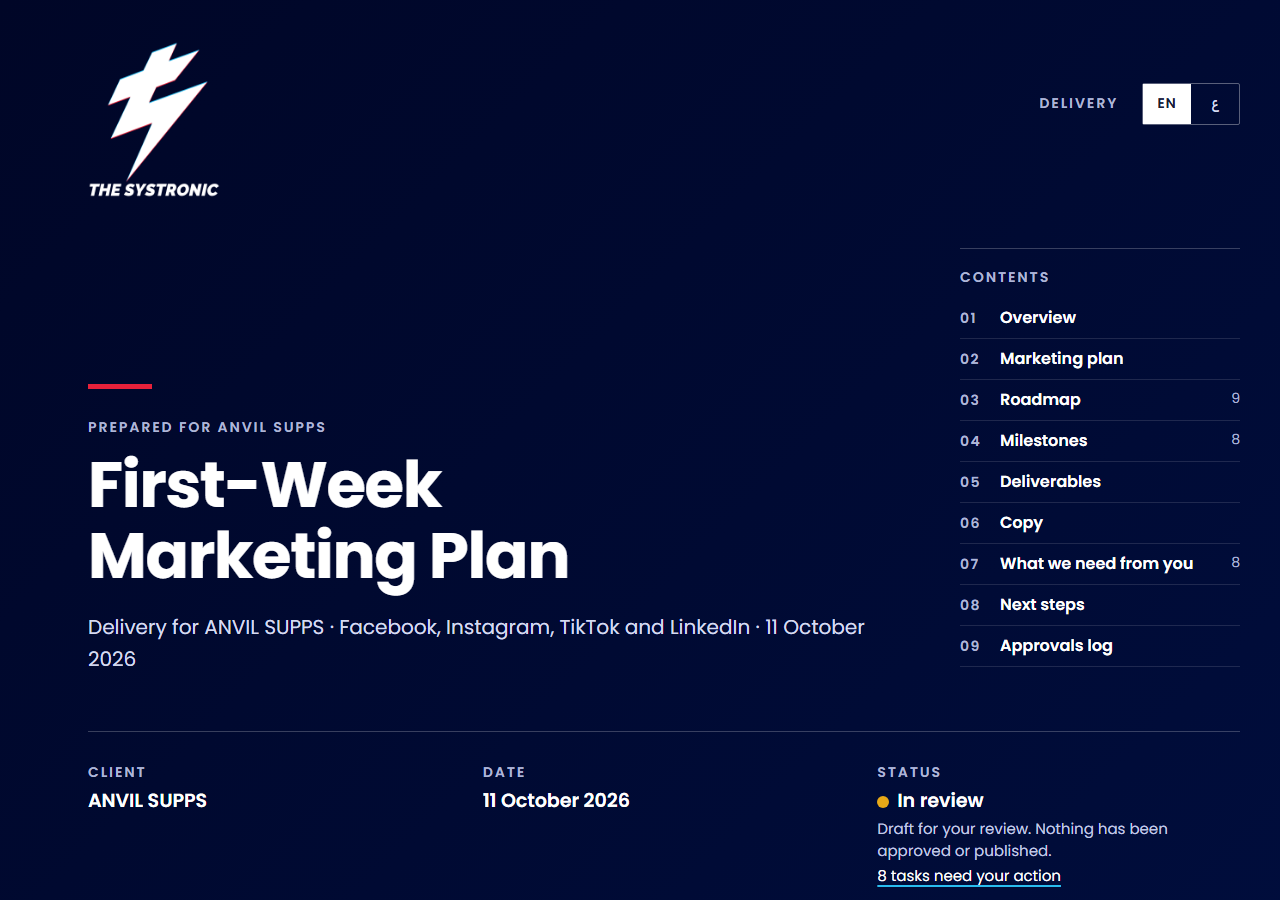 THE SYSTRONIC
DELIVERY
EN
ع
CONTENTS
01 Overview
02 Marketing plan
03 Roadmap 9
04 Milestones 8
05 Deliverables
06 Copy
07 What we need from you 8
08 Next steps
09 Approvals log
PREPARED FOR ANVIL SUPPS
First-Week
Marketing Plan
Delivery for ANVIL SUPPS · Facebook, Instagram, TikTok and LinkedIn · 11 October
2026
CLIENT
ANVIL SUPPS
DATE
11 October 2026
STATUS
In review
Draft for your review. Nothing has been
approved or published.
8 tasks need your action